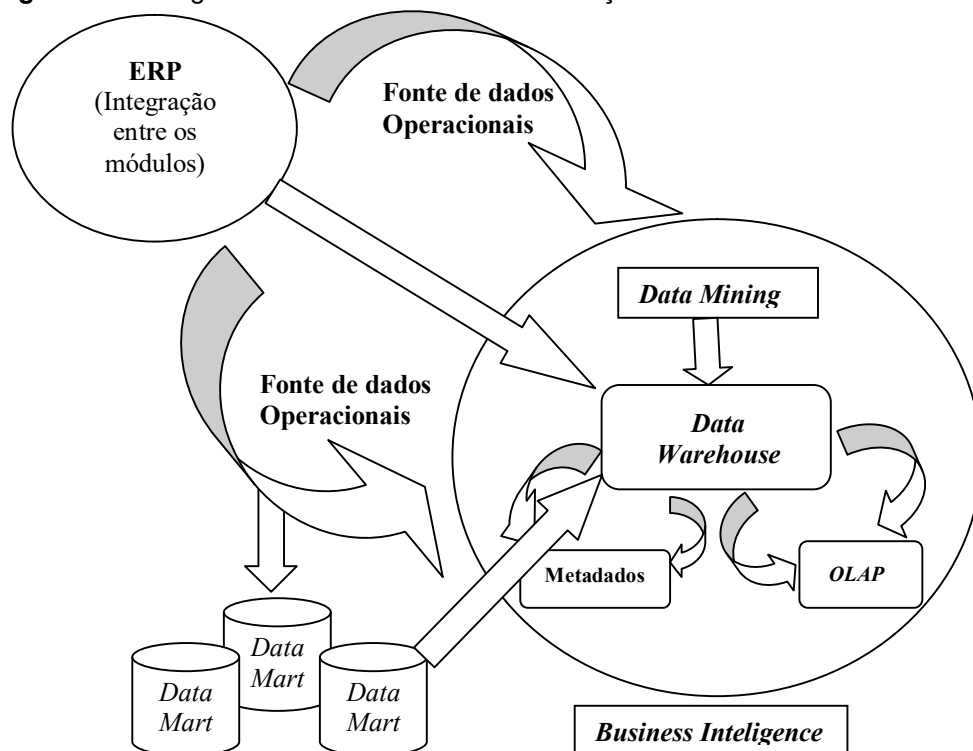 ERP
(Integração
entre os
módulos)
Fonte de dados
Operacionais
Data Mining
Fonte de dados
Operacionais
Data
Warehouse
Metadados
OLAP
Data
Mart
Data
Mart
Data
Mart
Business Inteligence